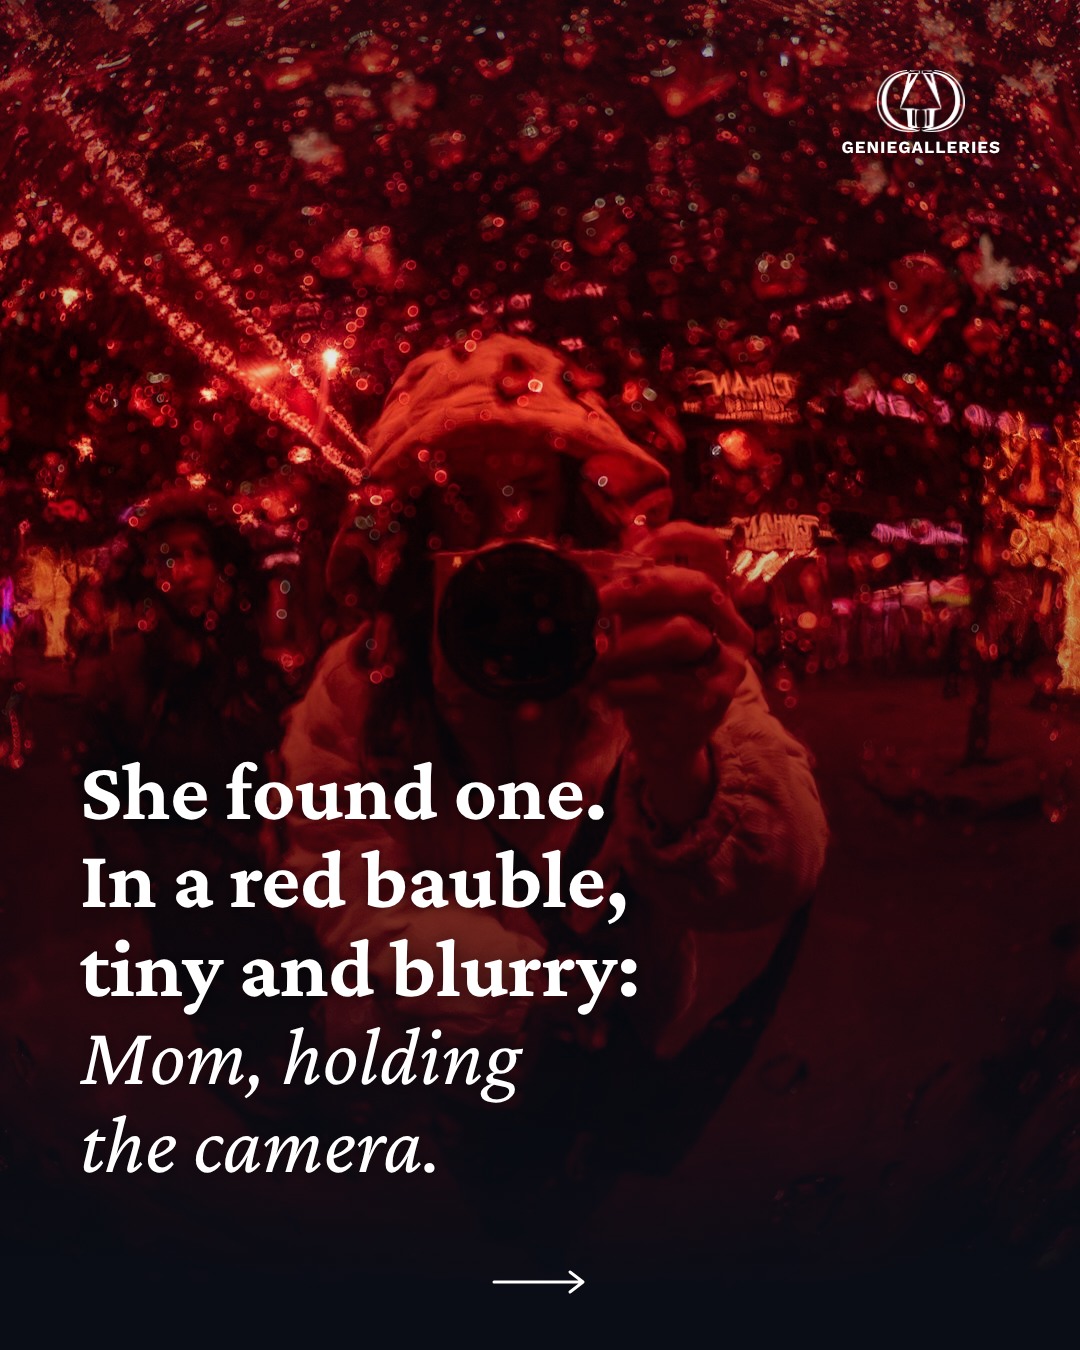 GENIEGALLERIES
She found one.
In a red bauble,
tiny and blurry:
Mom, holding
the camera.